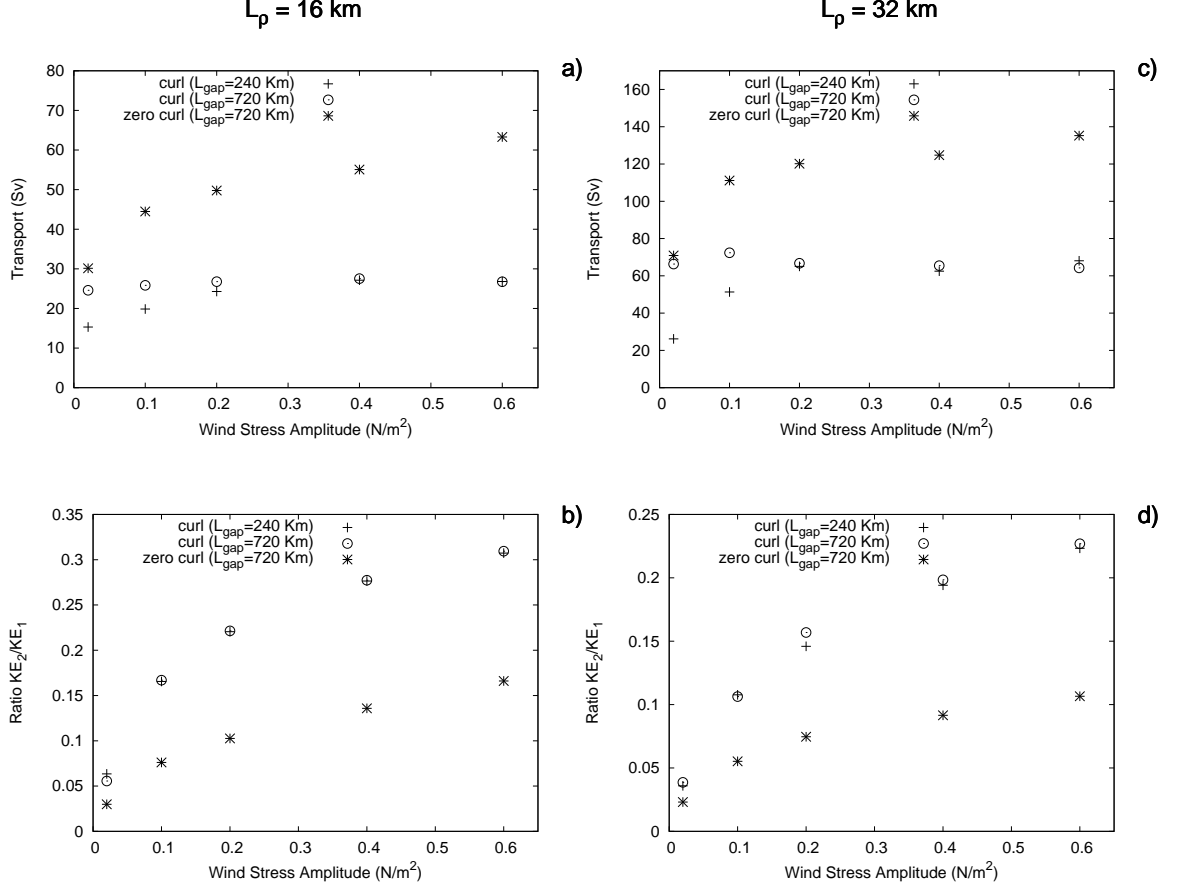 Lρ = 16 km
Lρ = 32 km
a)
80
70
60
50
40
30
20
10
0
0 0.1 0.2 0.3 0.4 0.5 0.6
Transport (Sv)
Wind Stress Amplitude (N/m2)
curl (Lgap=240 Km)
curl (Lgap=720 Km)
zero curl (Lgap=720 Km)
c)
160
140
120
100
80
60
40
20
0
0 0.1 0.2 0.3 0.4 0.5 0.6
Transport (Sv)
Wind Stress Amplitude (N/m2)
curl (Lgap=240 Km)
curl (Lgap=720 Km)
zero curl (Lgap=720 Km)
b)
0.35
0.3
0.25
0.2
0.15
0.1
0.05
0
0 0.1 0.2 0.3 0.4 0.5 0.6
Ratio KE2/KE1
Wind Stress Amplitude (N/m2)
curl (Lgap=240 Km)
curl (Lgap=720 Km)
zero curl (Lgap=720 Km)
d)
0.25
0.2
0.15
0.1
0.05
0
0 0.1 0.2 0.3 0.4 0.5 0.6
Ratio KE2/KE1
Wind Stress Amplitude (N/m2)
curl (Lgap=240 Km)
curl (Lgap=720 Km)
zero curl (Lgap=720 Km)